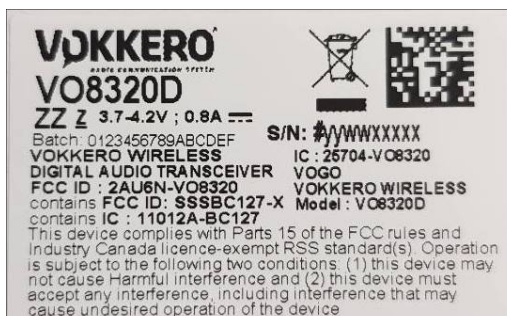 VOKKERO
RADIO COMMUNICATION SYSTEM
VO8320D
ZZ Z 3.7-4.2V ; 0.8A
Batch: 0123456789ABCDEF
S/N: #yyWWXXXXX
VOKKERO WIRELESS
DIGITAL AUDIO TRANSCEIVER
FCC ID : 2AU6N-VO8320
contains FCC ID: SSSBC127-X
contains IC : 11012A-BC127
IC : 25704-VO8320
VOGO
VOKKERO WIRELESS
Model : VO8320D
This device complies with Parts 15 of the FCC rules and
Industry Canada licence-exempt RSS standard(s). Operation
is subject to the following two conditions: (1) this device may
not cause Harmful interference and (2) this device must
accept any interference, including interference that may
cause undesired operation of the device